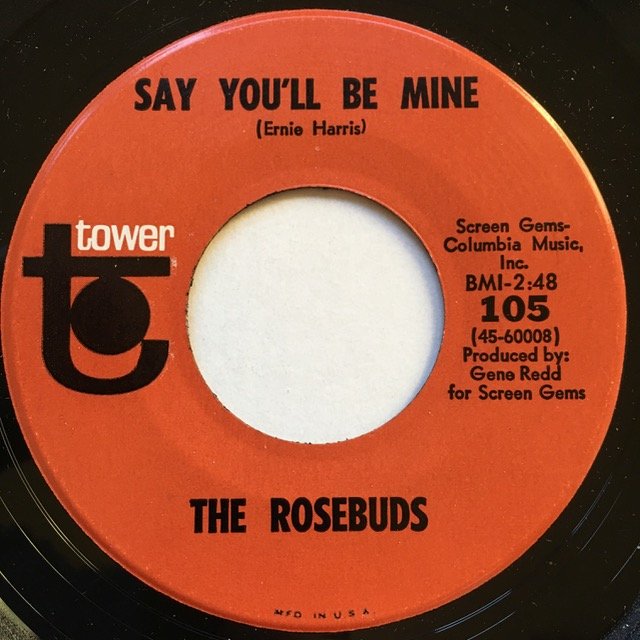 SAY YOU'LL BE MINE
(Ernie Harris)
tower
Screen Gems-
Columbia Music,
Inc.
BMI-2:48
105
(45-60008)
Produced by:
Gene Redd
for Screen Gems
THE ROSEBUDS
MFD. IN U.S.A.